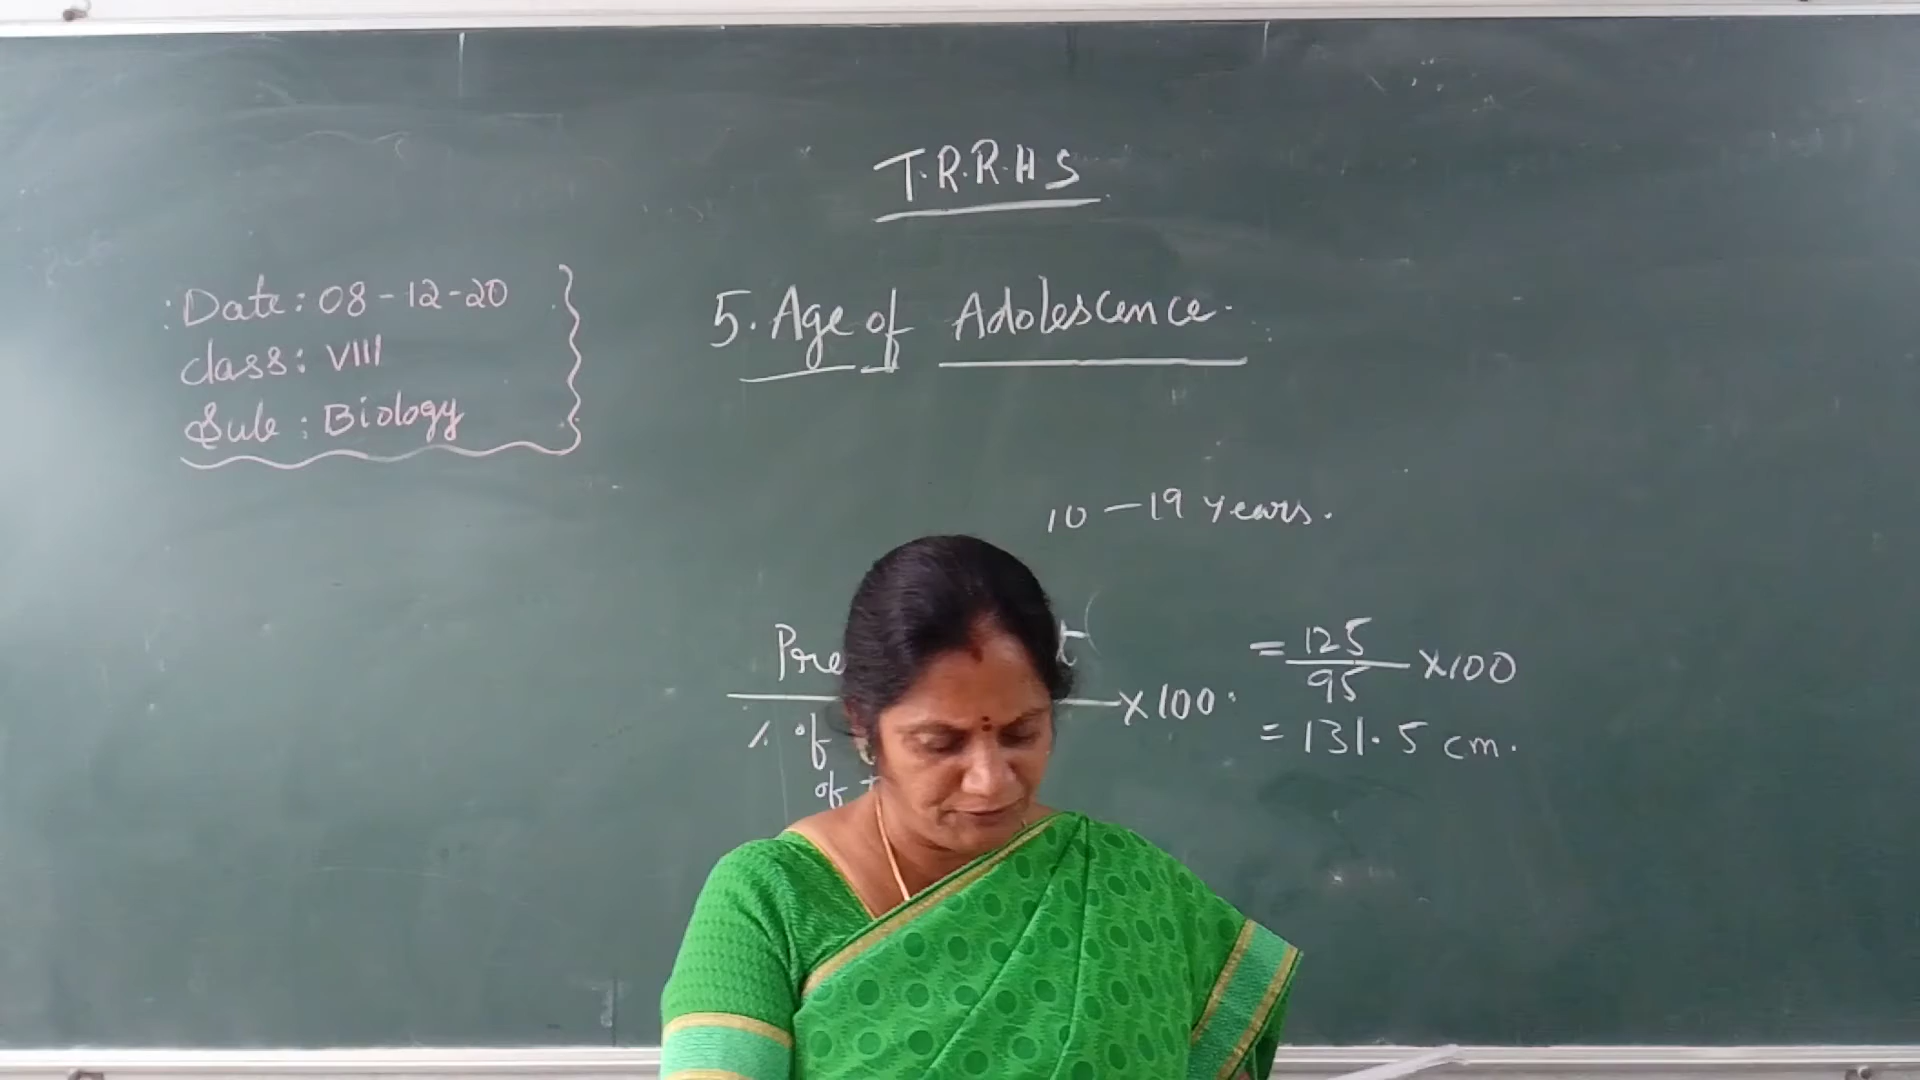 T.R.R.H.S
Date: 08-12-20
class: VIII
Sub: Biology
5. Age of Adolescence.
10-19 years.
Pre
× 100.
% of
of
= 125/95 × 100
= 131.5 cm.